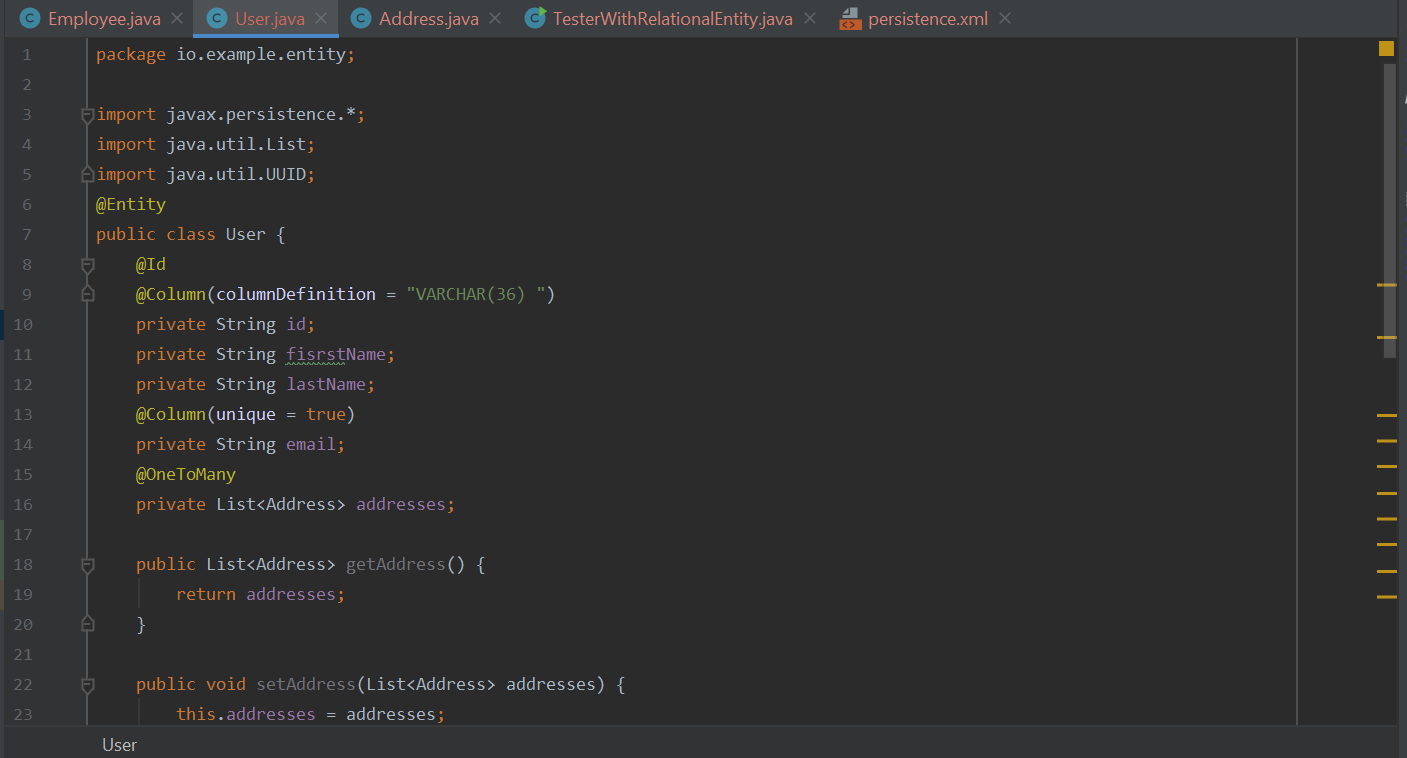 Employee.java User.java Address.java TesterWithRelationalEntity.java persistence.xml
1 package io.example.entity;
2
3 import javax.persistence.*;
4 import java.util.List;
5 import java.util.UUID;
6 @Entity
7 public class User {
8 @Id
9 @Column(columnDefinition = "VARCHAR(36) ")
10 private String id;
11 private String fisrstName;
12 private String lastName;
13 @Column(unique = true)
14 private String email;
15 @OneToMany
16 private List<Address> addresses;
17
18 public List<Address> getAddress() {
19 return addresses;
20 }
21
22 public void setAddress(List<Address> addresses) {
23 this.addresses = addresses;
User